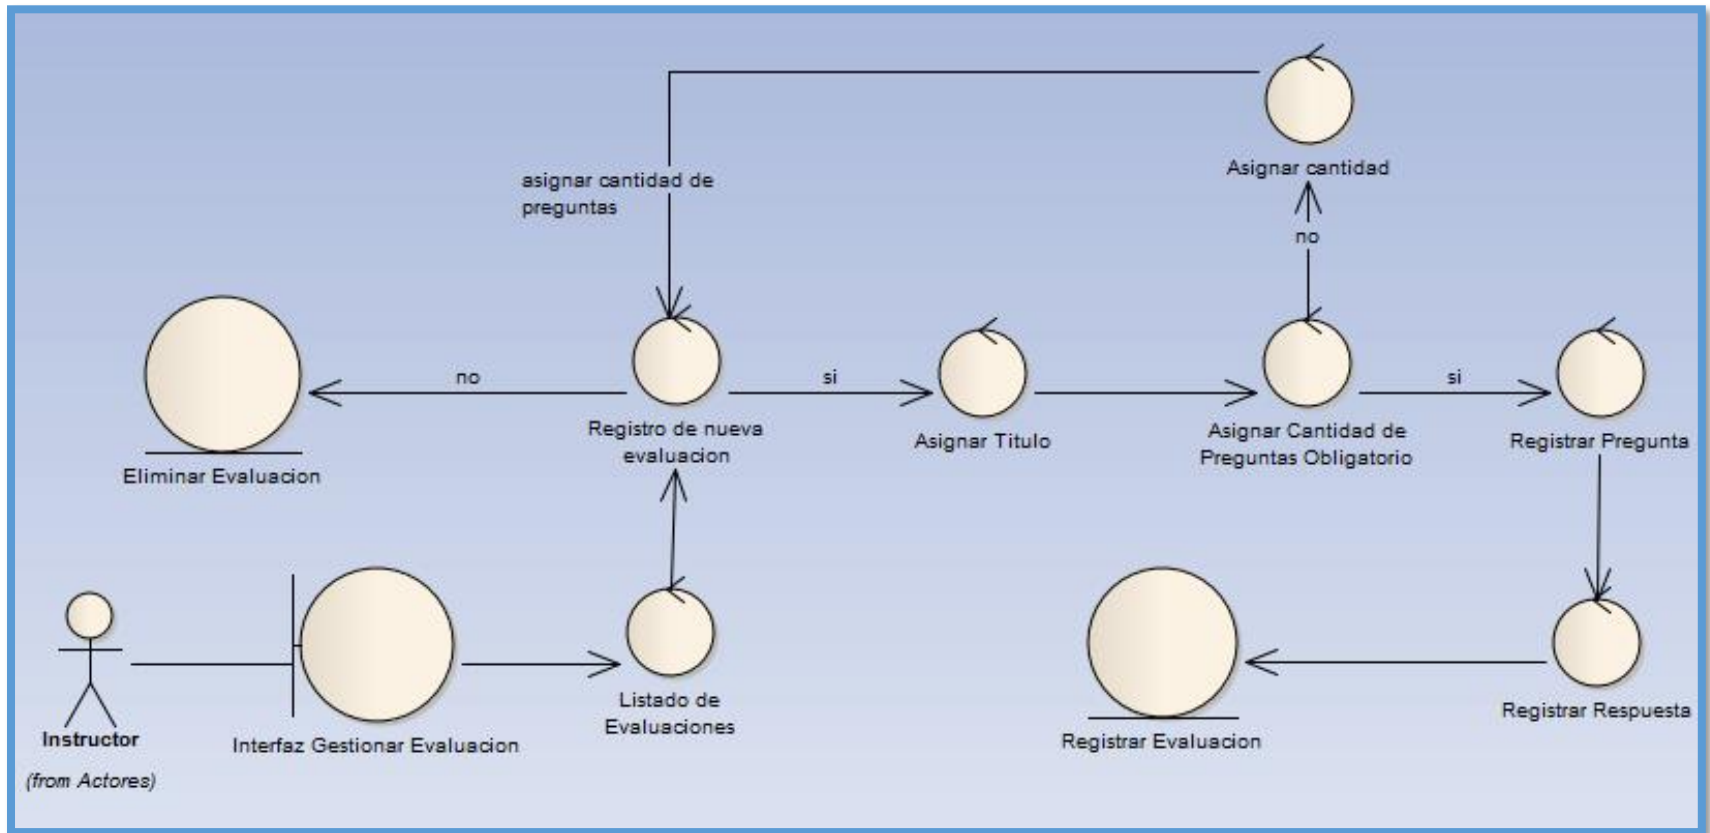 Asignar cantidad
asignar cantidad de
preguntas
no
no
si
si
Registro de nueva
evaluacion
Asignar Titulo
Asignar Cantidad de
Preguntas Obligatorio
Registrar Pregunta
Eliminar Evaluacion
Instructor
(from Actores)
Interfaz Gestionar Evaluacion
Listado de
Evaluaciones
Registrar Evaluacion
Registrar Respuesta